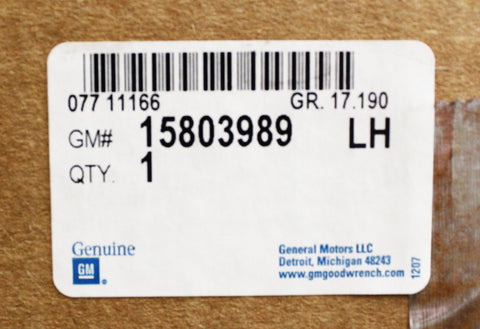 077 11166 GR. 17.190
GM# 15803989 LH
QTY. 1
Genuine
GM
®
General Motors LLC
Detroit, Michigan 48243
www.gmgoodwrench.com
1207